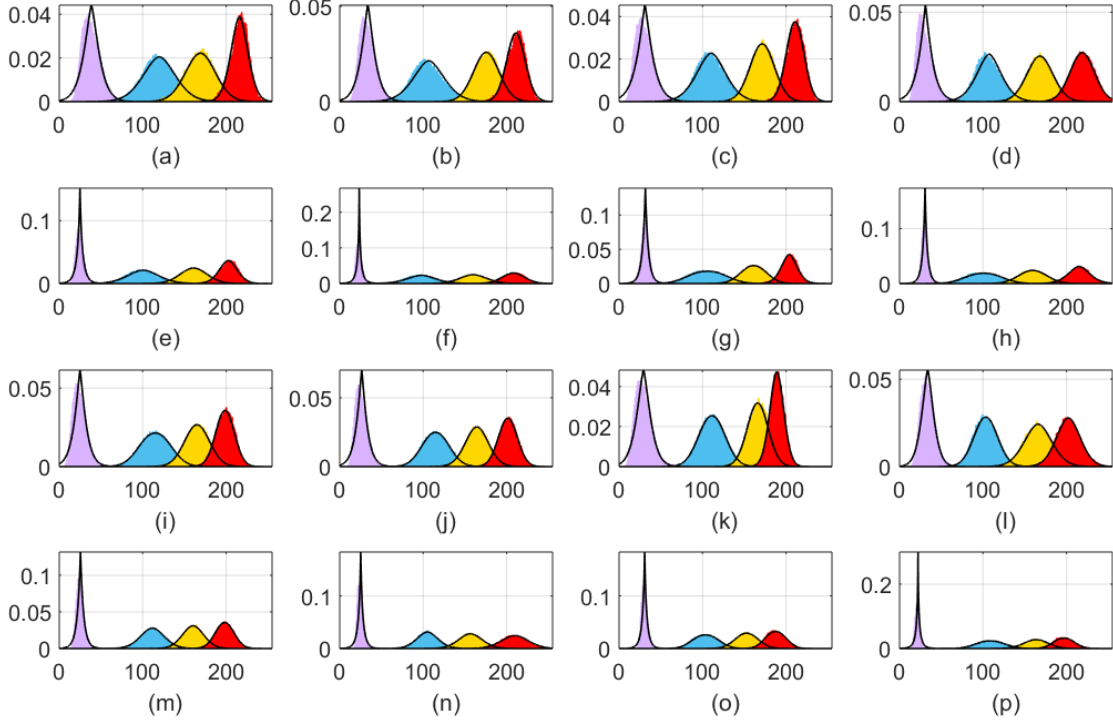 0.04 0.02 0 0 100 200 (a)
0.05 0 0 100 200 (b)
0.04 0.02 0 0 100 200 (c)
0.05 0 0 100 200 (d)
0.1 0 0 100 200 (e)
0.2 0.1 0 0 100 200 (f)
0.1 0.05 0 0 100 200 (g)
0.1 0 0 100 200 (h)
0.05 0 0 100 200 (i)
0.05 0 0 100 200 (j)
0.04 0.02 0 0 100 200 (k)
0.05 0 0 100 200 (l)
0.1 0.05 0 0 100 200 (m)
0.1 0 0 100 200 (n)
0.1 0 0 100 200 (o)
0.2 0 0 100 200 (p)